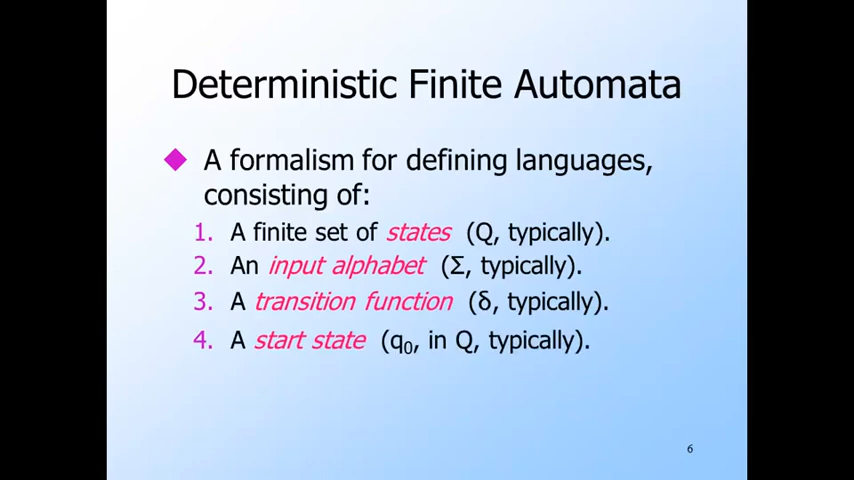 Deterministic Finite Automata
A formalism for defining languages,
consisting of:
1. A finite set of states (Q, typically).
2. An input alphabet (Σ, typically).
3. A transition function (δ, typically).
4. A start state (q₀, in Q, typically).
6